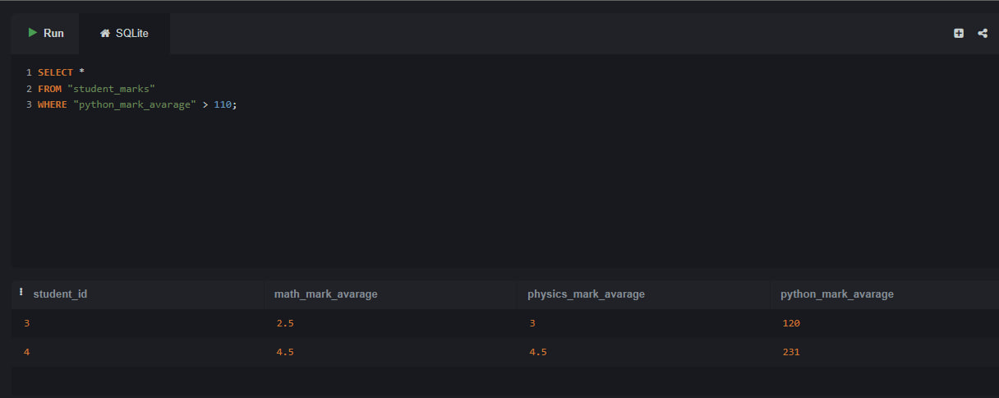 Run SQLite
1 SELECT *
2 FROM "student_marks"
3 WHERE "python_mark_avarage" > 110;
student_id math_mark_avarage physics_mark_avarage python_mark_avarage
3 2.5 3 120
4 4.5 4.5 231